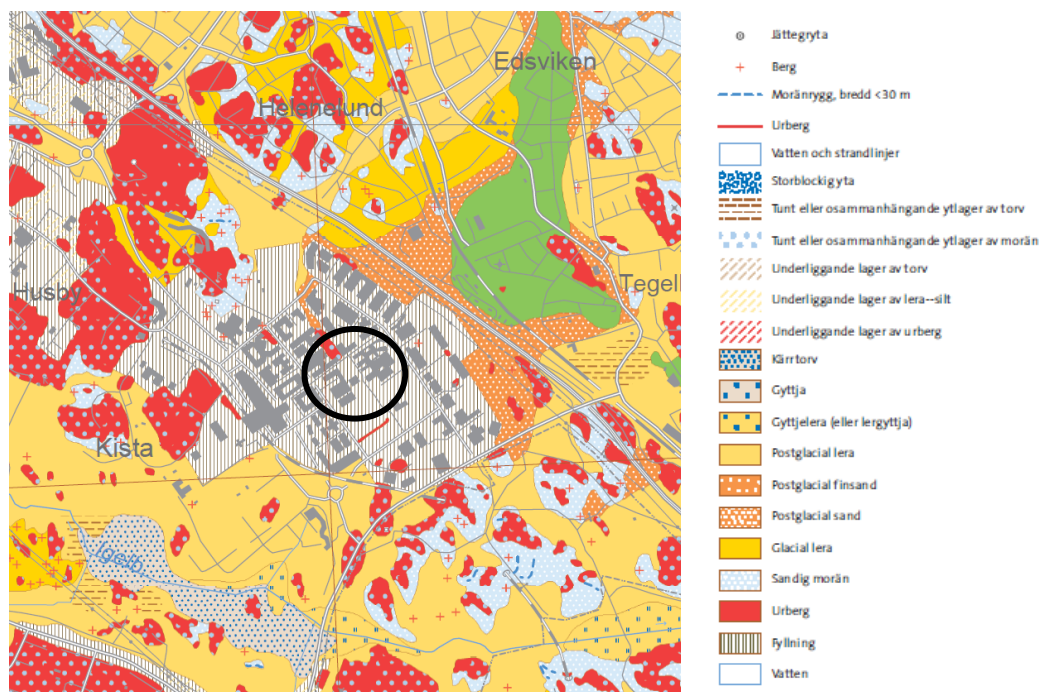 Edsviken
Helenelund
Husby
Tegell
Kista
Igelb
Jättegryta
Berg
Moränrygg, bredd <30 m
Urberg
Vatten och strandlinjer
Storblockig yta
Tunt eller osammanhängande ytlager av torv
Tunt eller osammanhängande ytlager av morän
Underliggande lager av torv
Underliggande lager av lera--silt
Underliggande lager av urberg
Kärrtorv
Gyttja
Gyttjelera (eller lergyttja)
Postglacial lera
Postglacial finsand
Postglacial sand
Glacial lera
Sandig morän
Urberg
Fyllning
Vatten